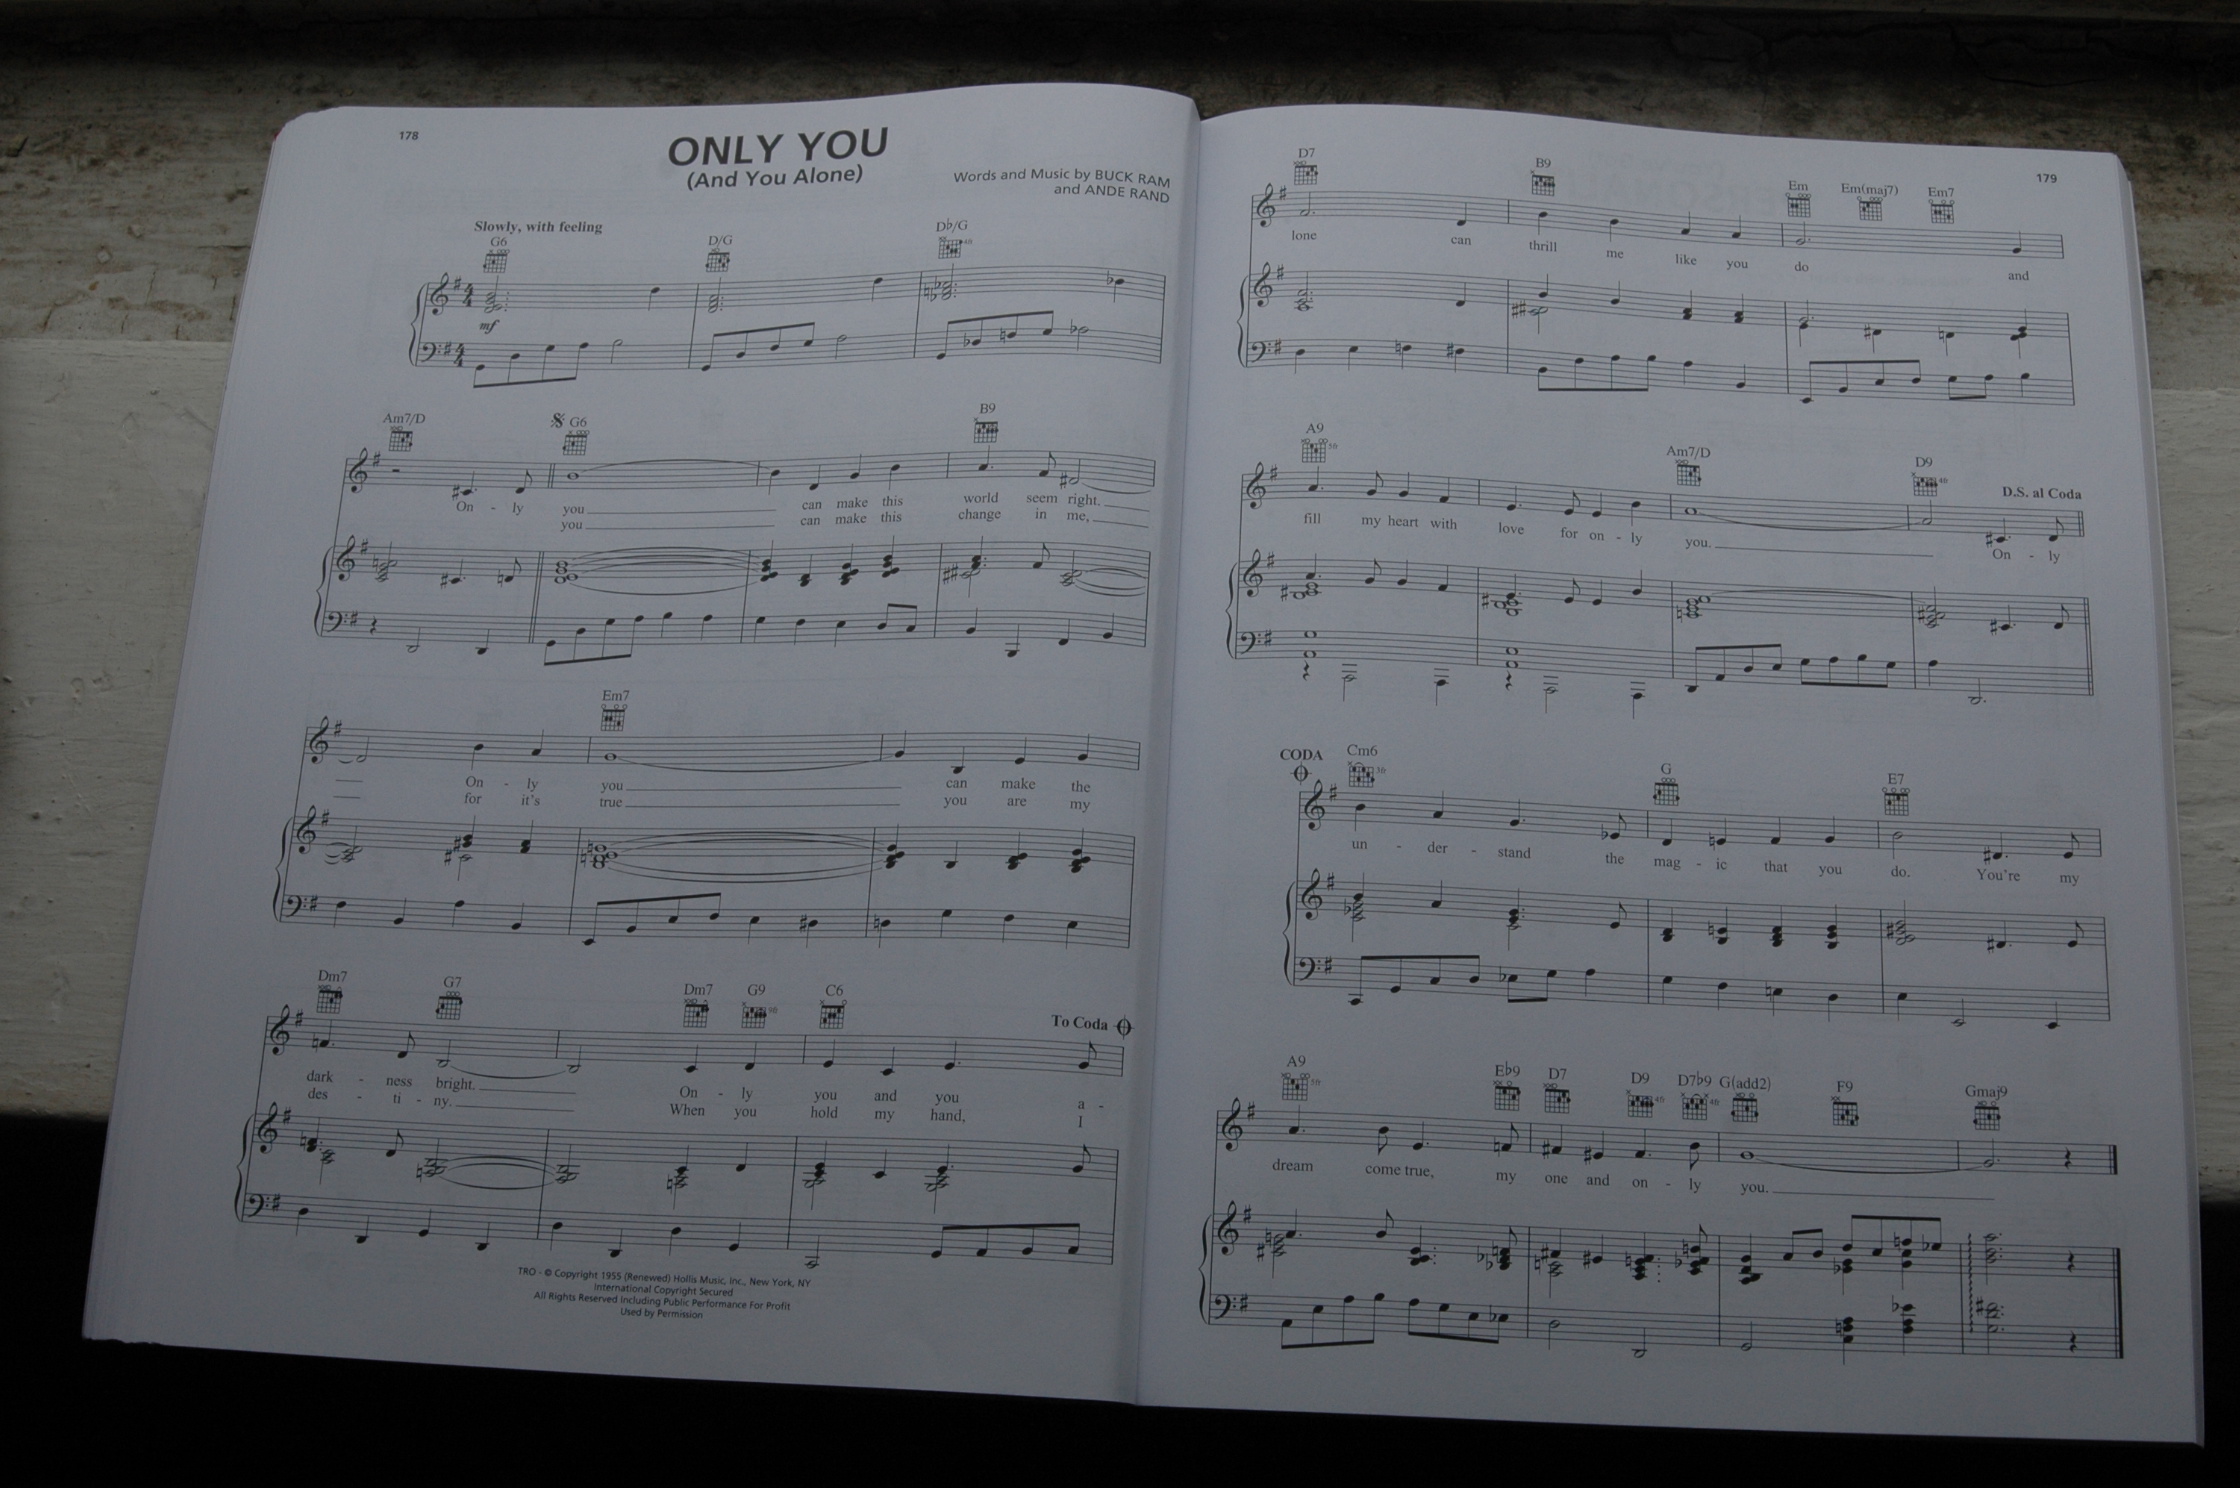 178
ONLY YOU
(And You Alone)
Words and Music by BUCK RAM
and ANDE RAND
Slowly, with feeling
G6 D/G D♭/G
4fr
mf
Am7/D G6 B9
On - ly you can make this world seem right.
you can make this change in me,
Em7
On - ly you can make the
for it's true you are my
Dm7 G7 Dm7 G9 C6 To Coda
9fr
dark - ness bright. On - ly you and you a -
des - ti - ny. When you hold my hand, I
TRO - © Copyright 1955 (Renewed) Hollis Music, Inc., New York, NY
International Copyright Secured
All Rights Reserved Including Public Performance For Profit
Used by Permission
179
D7 B9 Em Em(maj7) Em7
lone can thrill me like you do and
A9 Am7/D D9 D.S. al Coda
5fr 4fr
fill my heart with love for on - ly you. On - ly
CODA Cm6 G E7
3fr
un - der - stand the mag - ic that you do. You're my
A9 E♭9 D7 D9 D7♭9 G(add2) F9 Gmaj9
5fr 4fr 4fr
dream come true, my one and on - ly you.